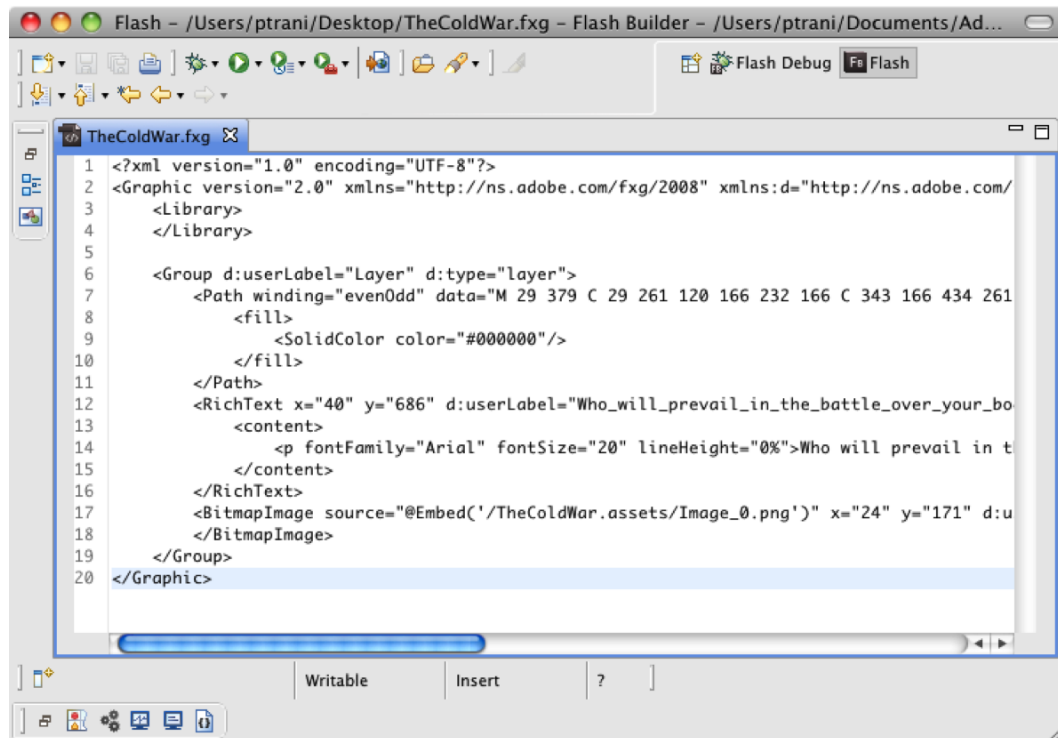 Flash – /Users/ptrani/Desktop/TheColdWar.fxg – Flash Builder – /Users/ptrani/Documents/Ad...
Flash Debug Fb Flash
TheColdWar.fxg
1 <?xml version="1.0" encoding="UTF-8"?>
2 <Graphic version="2.0" xmlns="http://ns.adobe.com/fxg/2008" xmlns:d="http://ns.adobe.com/
3 <Library>
4 </Library>
5
6 <Group d:userLabel="Layer" d:type="layer">
7 <Path winding="evenOdd" data="M 29 379 C 29 261 120 166 232 166 C 343 166 434 261
8 <fill>
9 <SolidColor color="#000000"/>
10 </fill>
11 </Path>
12 <RichText x="40" y="686" d:userLabel="Who_will_prevail_in_the_battle_over_your_bo
13 <content>
14 <p fontFamily="Arial" fontSize="20" lineHeight="0%">Who will prevail in t
15 </content>
16 </RichText>
17 <BitmapImage source="@Embed('/TheColdWar.assets/Image_0.png')" x="24" y="171" d:u
18 </BitmapImage>
19 </Group>
20 </Graphic>
Writable Insert ?